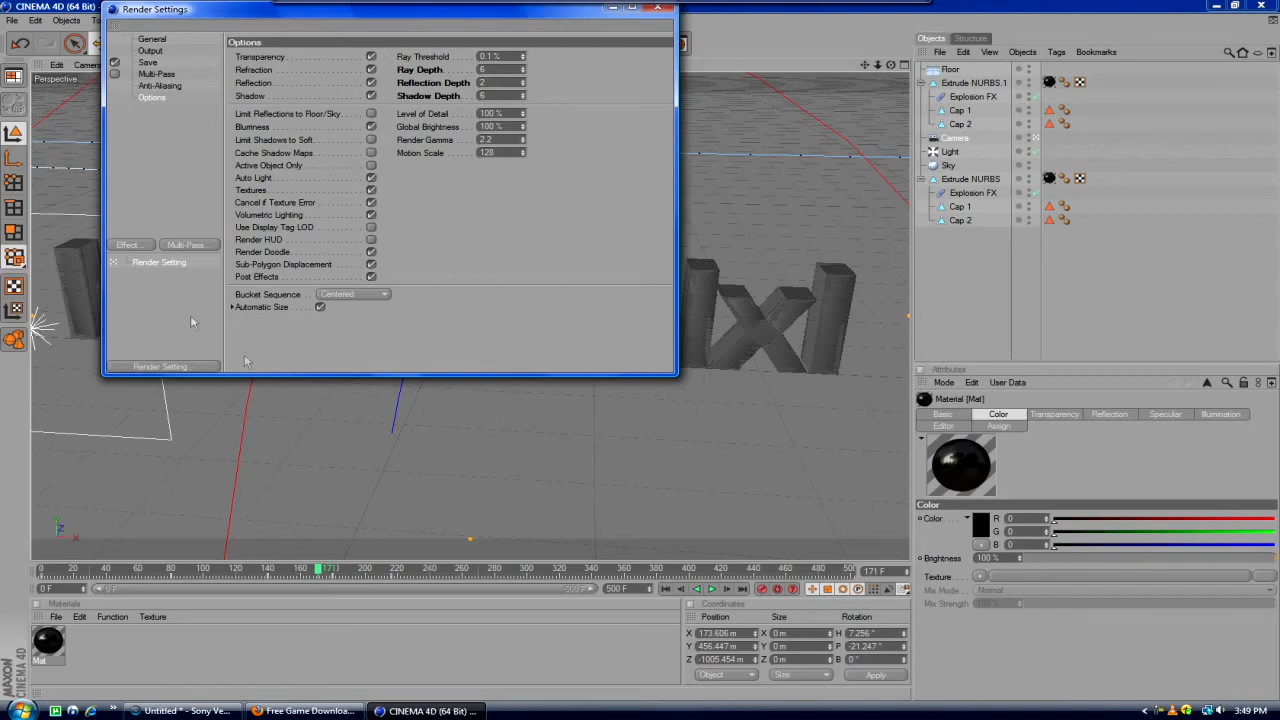 CINEMA 4D (64 Bit)
File Edit Objects
Render Settings
General
Output
Save
Multi-Pass
Anti-Aliasing
Options
Effect... Multi-Pass...
Render Setting
Render Setting...
Options
Transparency
Refraction
Reflection
Shadow
Ray Threshold 0.1 %
Ray Depth 6
Reflection Depth 2
Shadow Depth 6
Limit Reflections to Floor/Sky
Blurriness
Limit Shadows to Soft
Cache Shadow Maps
Active Object Only
Auto Light
Textures
Cancel if Texture Error
Volumetric Lighting
Use Display Tag LOD
Render HUD
Render Doodle
Sub-Polygon Displacement
Post Effects
Level of Detail 100 %
Global Brightness 100 %
Render Gamma 2.2
Motion Scale 128
Bucket Sequence Centered
Automatic Size
Edit
Perspective
Objects Structure
File Edit View Objects Tags Bookmarks
Floor
Extrude NURBS.1
Explosion FX
Cap 1
Cap 2
Camera
Light
Sky
Extrude NURBS
Explosion FX
Cap 1
Cap 2
Attributes
Mode Edit User Data
Material [Mat]
Basic Color Transparency Reflection Specular Illumination
Editor Assign
Color
Color R 0
G 0
B 0
Brightness 100 %
Texture
Mix Mode Normal
Mix Strength 100 %
0 20 40 60 80 100 120 140 160 171 200 220 240 260 280 300 320 340 360 380 400 420 440 460 480 500 171 F
0 F 0 F 500 F 500 F
Materials
File Edit Function Texture
Mat
Coordinates
Position Size Rotation
X 173.606 m X 0 m H 7.256 °
Y 456.447 m Y 0 m P -21.247 °
Z -1005.454 m Z 0 m B 0 °
Object Size Apply
MAXON
CINEMA 4D
Untitled * - Sony Ve...
Free Game Downloa...
CINEMA 4D (64 Bit) ...
3:49 PM